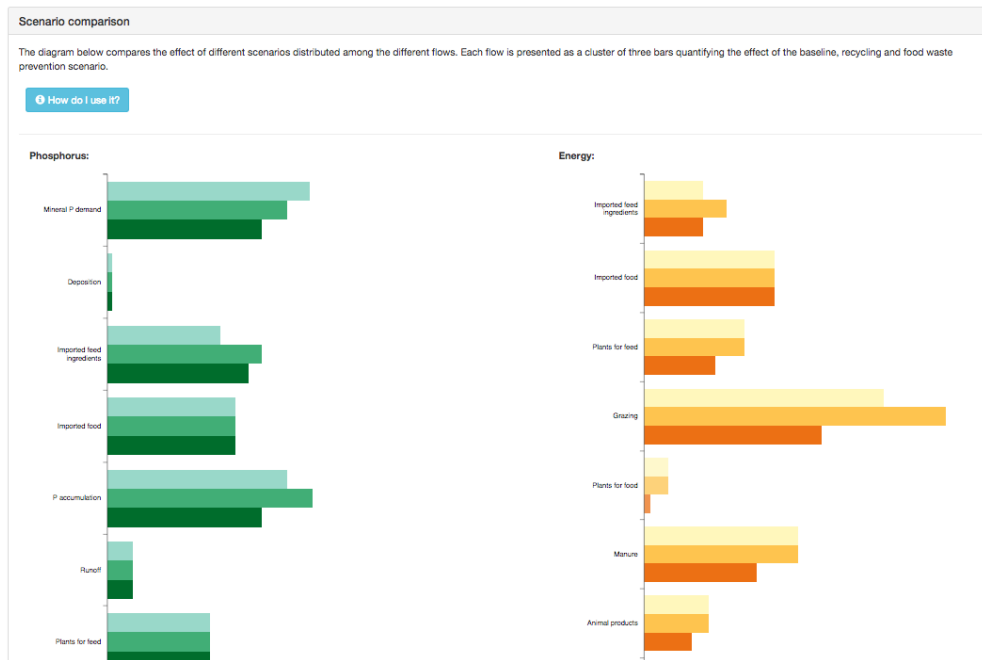 Scenario comparison
The diagram below compares the effect of different scenarios distributed among the different flows. Each flow is presented as a cluster of three bars quantifying the effect of the baseline, recycling and food waste
prevention scenario.
How do I use it?
Phosphorus:
Mineral P demand
Deposition
Imported feed
ingredients
Imported food
P accumulation
Runoff
Plants for feed
Energy:
Imported feed
ingredients
Imported food
Plants for feed
Grazing
Plants for food
Manure
Animal products